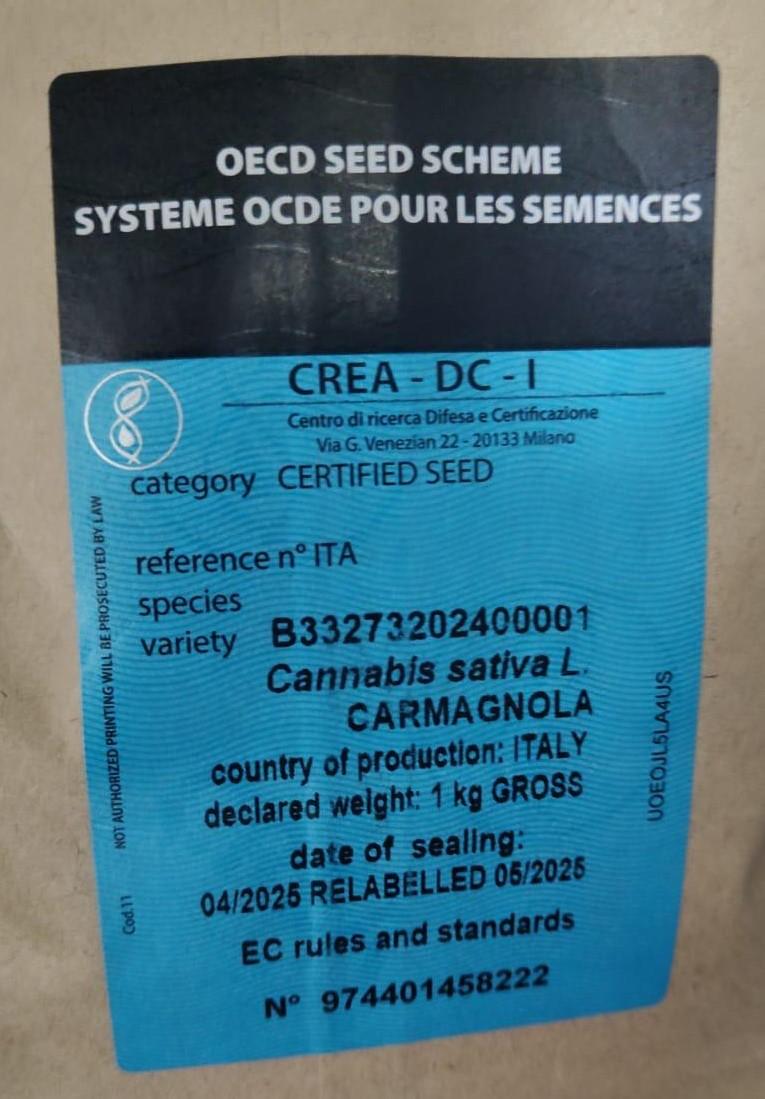 OECD SEED SCHEME
SYSTEME OCDE POUR LES SEMENCES
CREA - DC - I
Centro di ricerca Difesa e Certificazione
Via G. Venezian 22 - 20133 Milano
category CERTIFIED SEED
reference n° ITA
species
variety B33273202400001
Cannabis sativa L.
CARMAGNOLA
country of production: ITALY
declared weight: 1 kg GROSS
date of sealing:
04/2025 RELABELLED 05/2025
EC rules and standards
N° 974401458222
NOT AUTHORIZED PRINTING WILL BE PROSECUTED BY LAW
Cod.11
UOEOJL5LA4US